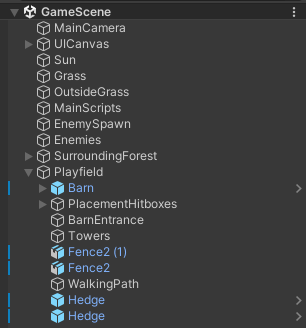 GameScene
MainCamera
UICanvas
Sun
Grass
OutsideGrass
MainScripts
EnemySpawn
Enemies
SurroundingForest
Playfield
Barn
PlacementHitboxes
BarnEntrance
Towers
Fence2 (1)
Fence2
WalkingPath
Hedge
Hedge